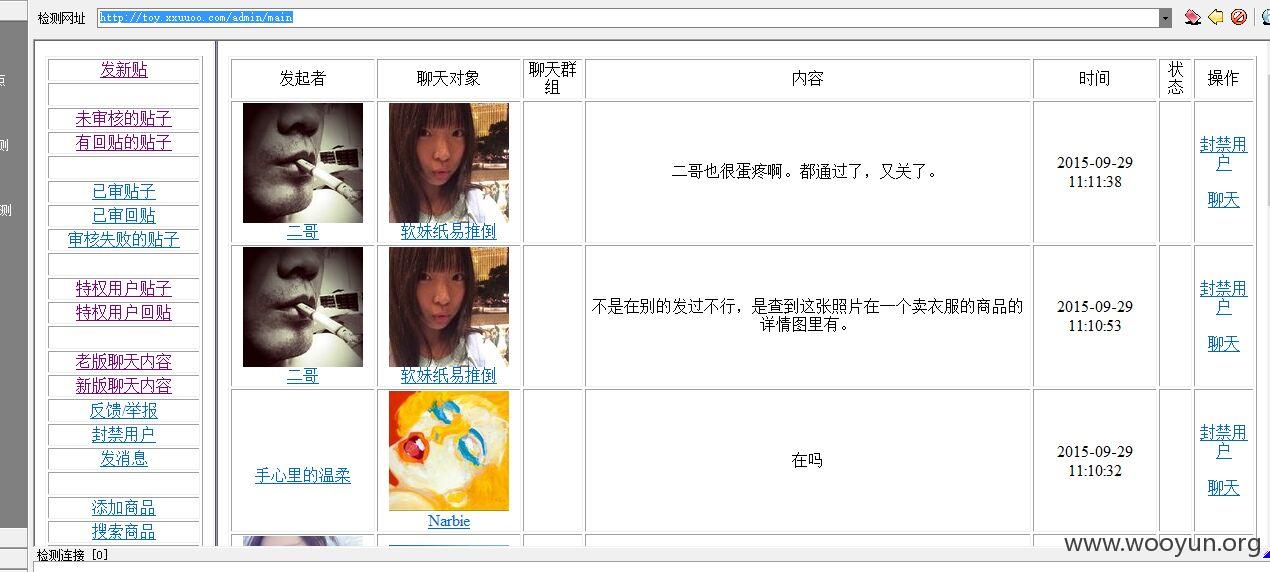 检测网址 http://toy.xxuuoo.com/admin/main
点
测
测
发新贴
未审核的贴子
有回贴的贴子
已审贴子
已审回贴
审核失败的贴子
特权用户贴子
特权用户回贴
老版聊天内容
新版聊天内容
反馈/举报
封禁用户
发消息
添加商品
搜索商品
发起者
聊天对象
聊天群
组
内容
时间
状
态
操作
二哥
软妹纸易推倒
二哥也很蛋疼啊。都通过了，又关了。
2015-09-29
11:11:38
封禁用
户
聊天
二哥
软妹纸易推倒
不是在别的发过不行，是查到这张照片在一个卖衣服的商品的
详情图里有。
2015-09-29
11:10:53
封禁用
户
聊天
手心里的温柔
Narbie
在吗
2015-09-29
11:10:32
封禁用
户
聊天
检测连接 [0]
www.wooyun.org